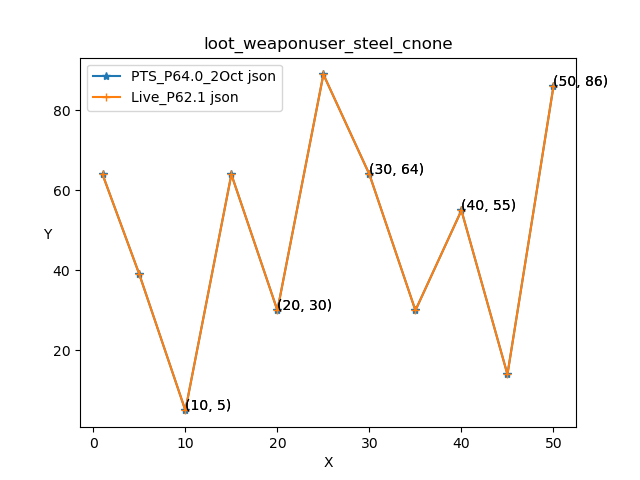 loot_weaponuser_steel_cnone
PTS_P64.0_2Oct json
Live_P62.1 json
(50, 86)
80
(30, 64)
60
(40, 55)
Y
40
(20, 30)
20
(10, 5)
0 10 20 30 40 50
X